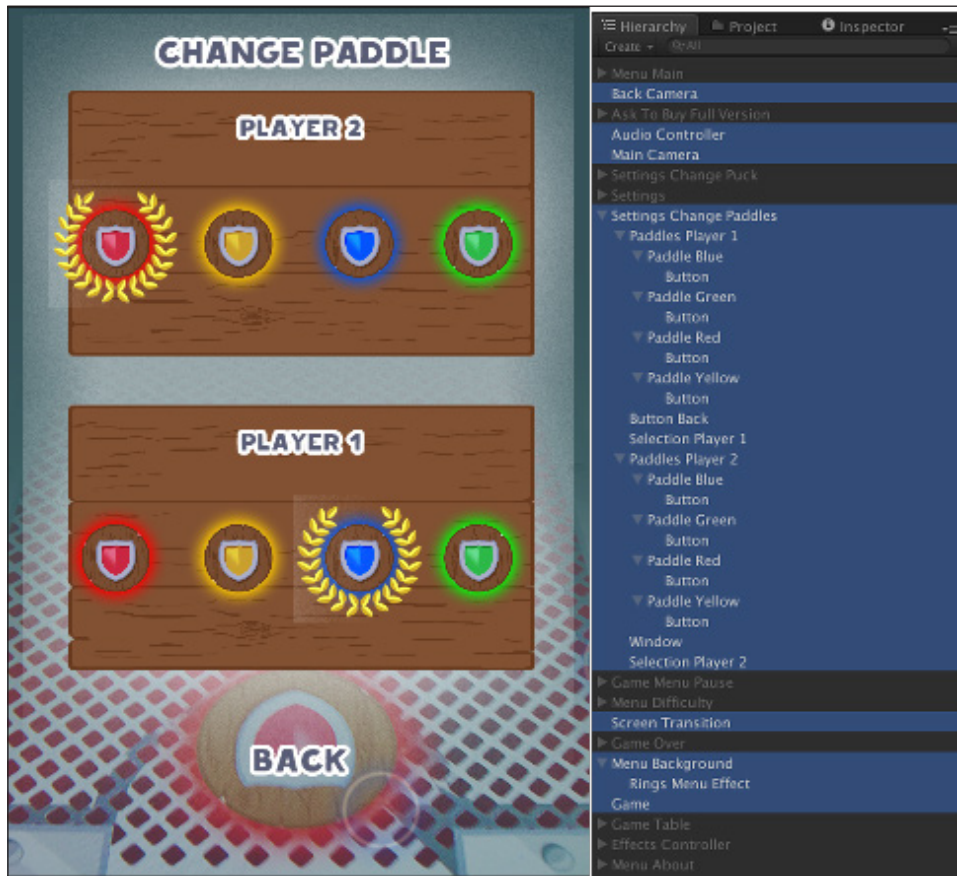 CHANGE PADDLE
PLAYER 2
PLAYER 1
BACK
Hierarchy Project Inspector
Create All
Menu Main
Back Camera
Ask To Buy Full Version
Audio Controller
Main Camera
Settings Change Puck
Settings
Settings Change Paddles
Paddles Player 1
Paddle Blue
Button
Paddle Green
Button
Paddle Red
Button
Paddle Yellow
Button
Button Back
Selection Player 1
Paddles Player 2
Paddle Blue
Button
Paddle Green
Button
Paddle Red
Button
Paddle Yellow
Button
Window
Selection Player 2
Game Menu Pause
Menu Difficulty
Screen Transition
Game Over
Menu Background
Rings Menu Effect
Game
Game Table
Effects Controller
Menu About